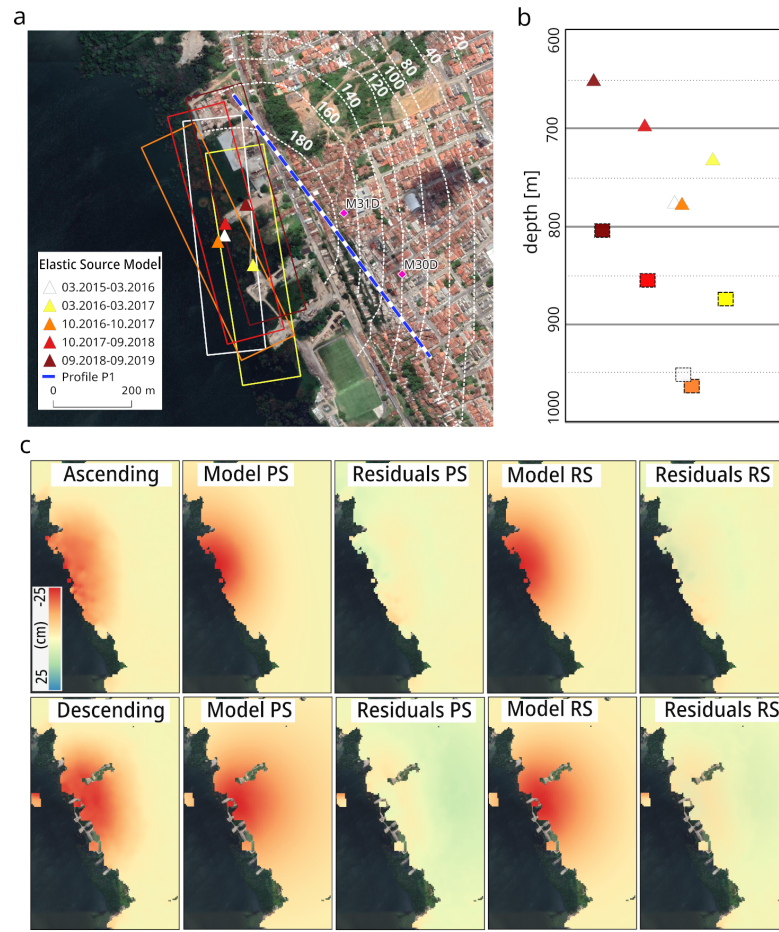 a
20
40
80
100
120
140
160
180
M31D
M30D
Elastic Source Model
03.2015-03.2016
03.2016-03.2017
10.2016-10.2017
10.2017-09.2018
09.2018-09.2019
Profile P1
0 200 m
b
600
700
800
900
1000
depth [m]
c
Ascending
Model PS
Residuals PS
Model RS
Residuals RS
25 (cm) -25
Descending
Model PS
Residuals PS
Model RS
Residuals RS